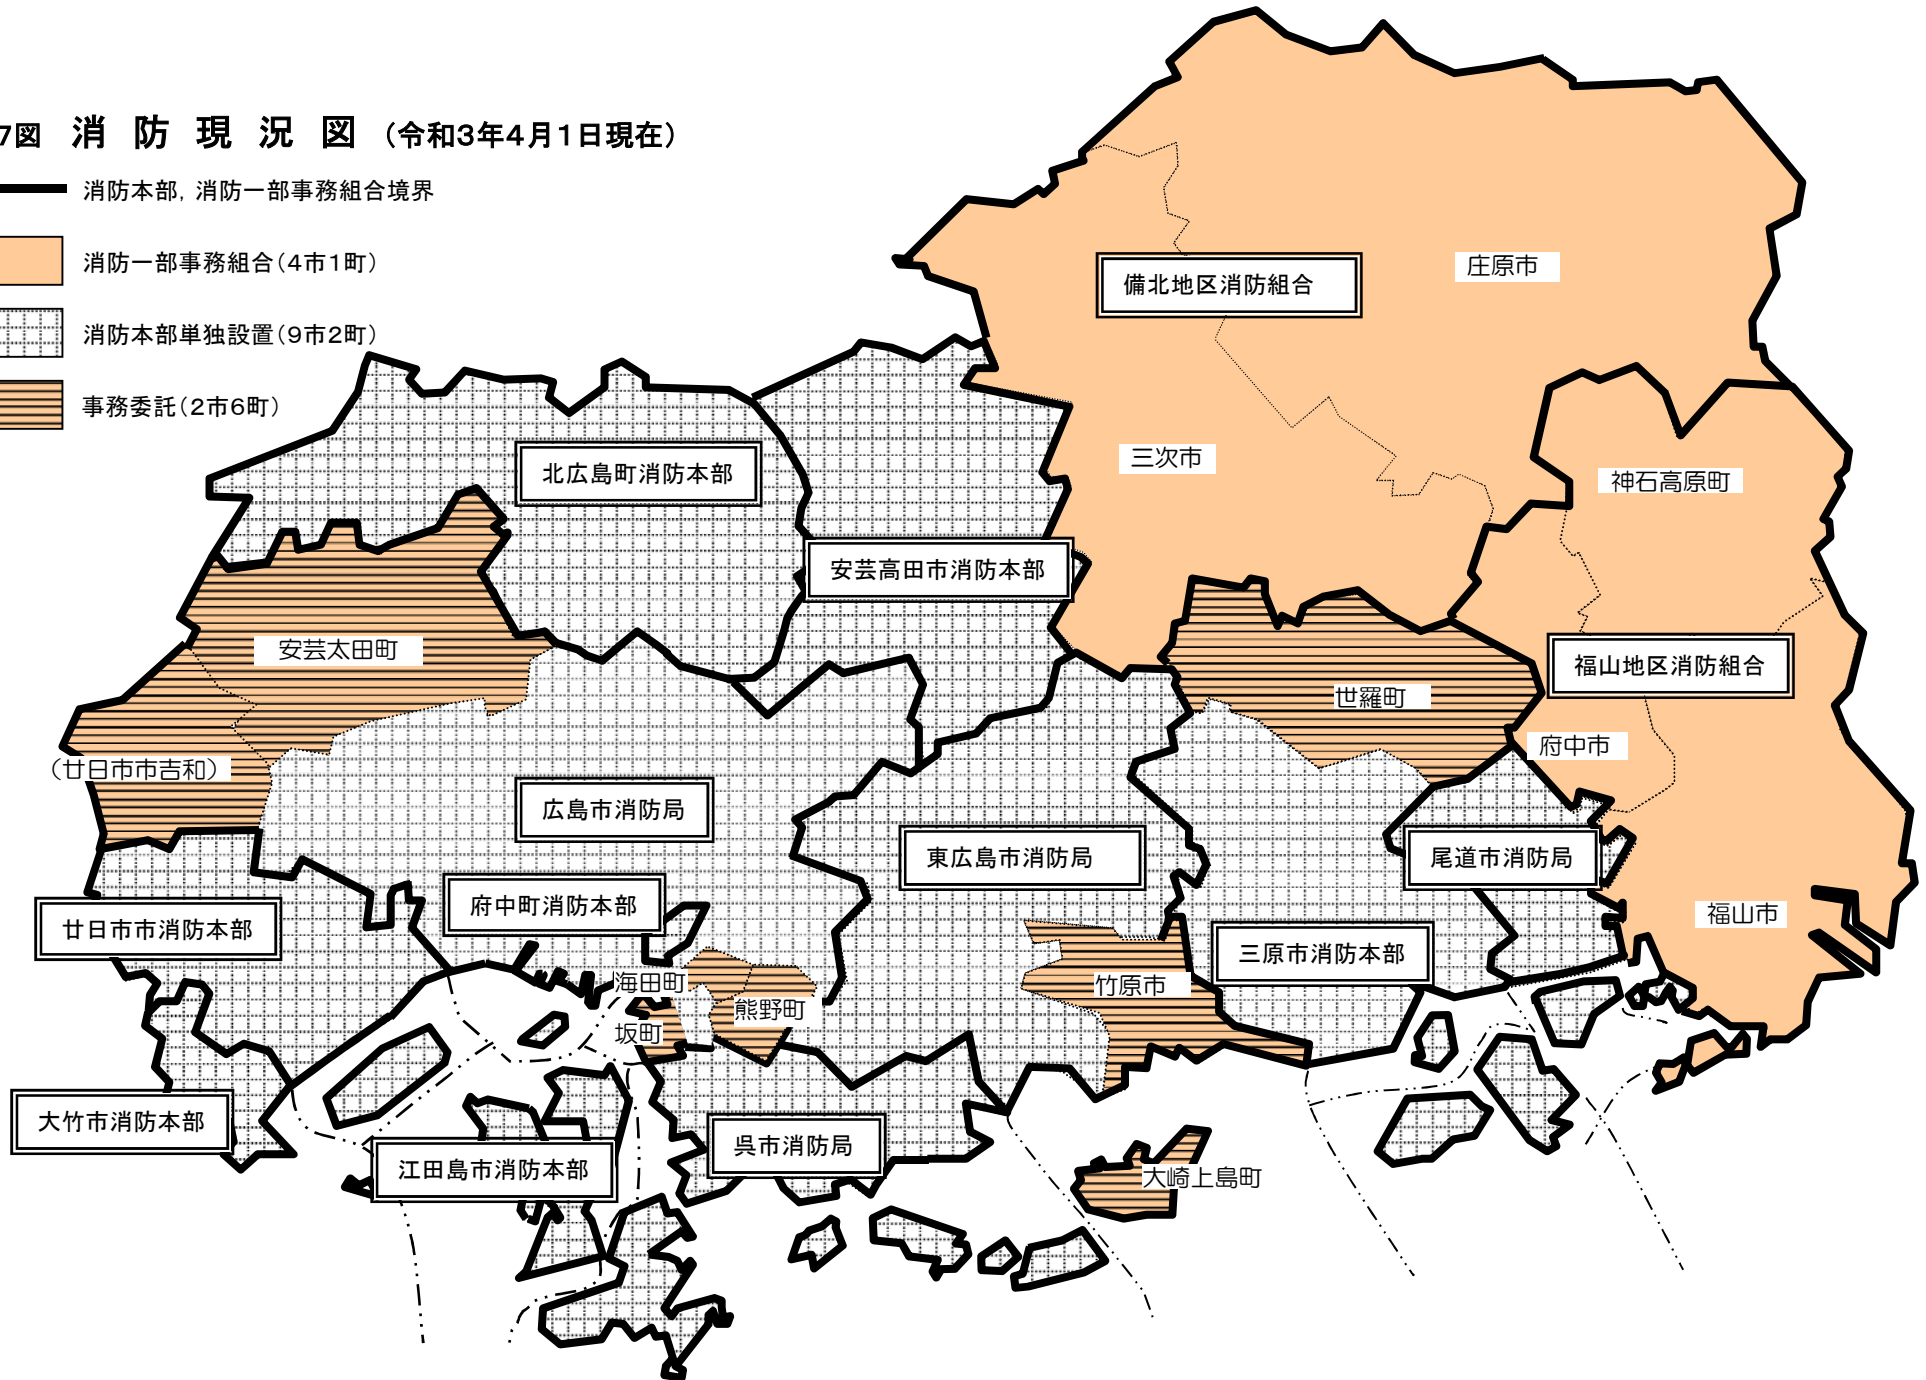 7図 消 防 現 況 図 （令和3年4月1日現在）
消防本部，消防一部事務組合境界
消防一部事務組合（4市1町）
消防本部単独設置（9市2町）
事務委託（2市6町）
備北地区消防組合
庄原市
三次市
神石高原町
北広島町消防本部
安芸高田市消防本部
安芸太田町
福山地区消防組合
世羅町
府中市
（廿日市市吉和）
広島市消防局
東広島市消防局
尾道市消防局
府中町消防本部
廿日市市消防本部
福山市
三原市消防本部
海田町
竹原市
熊野町
坂町
大竹市消防本部
呉市消防局
江田島市消防本部
大崎上島町